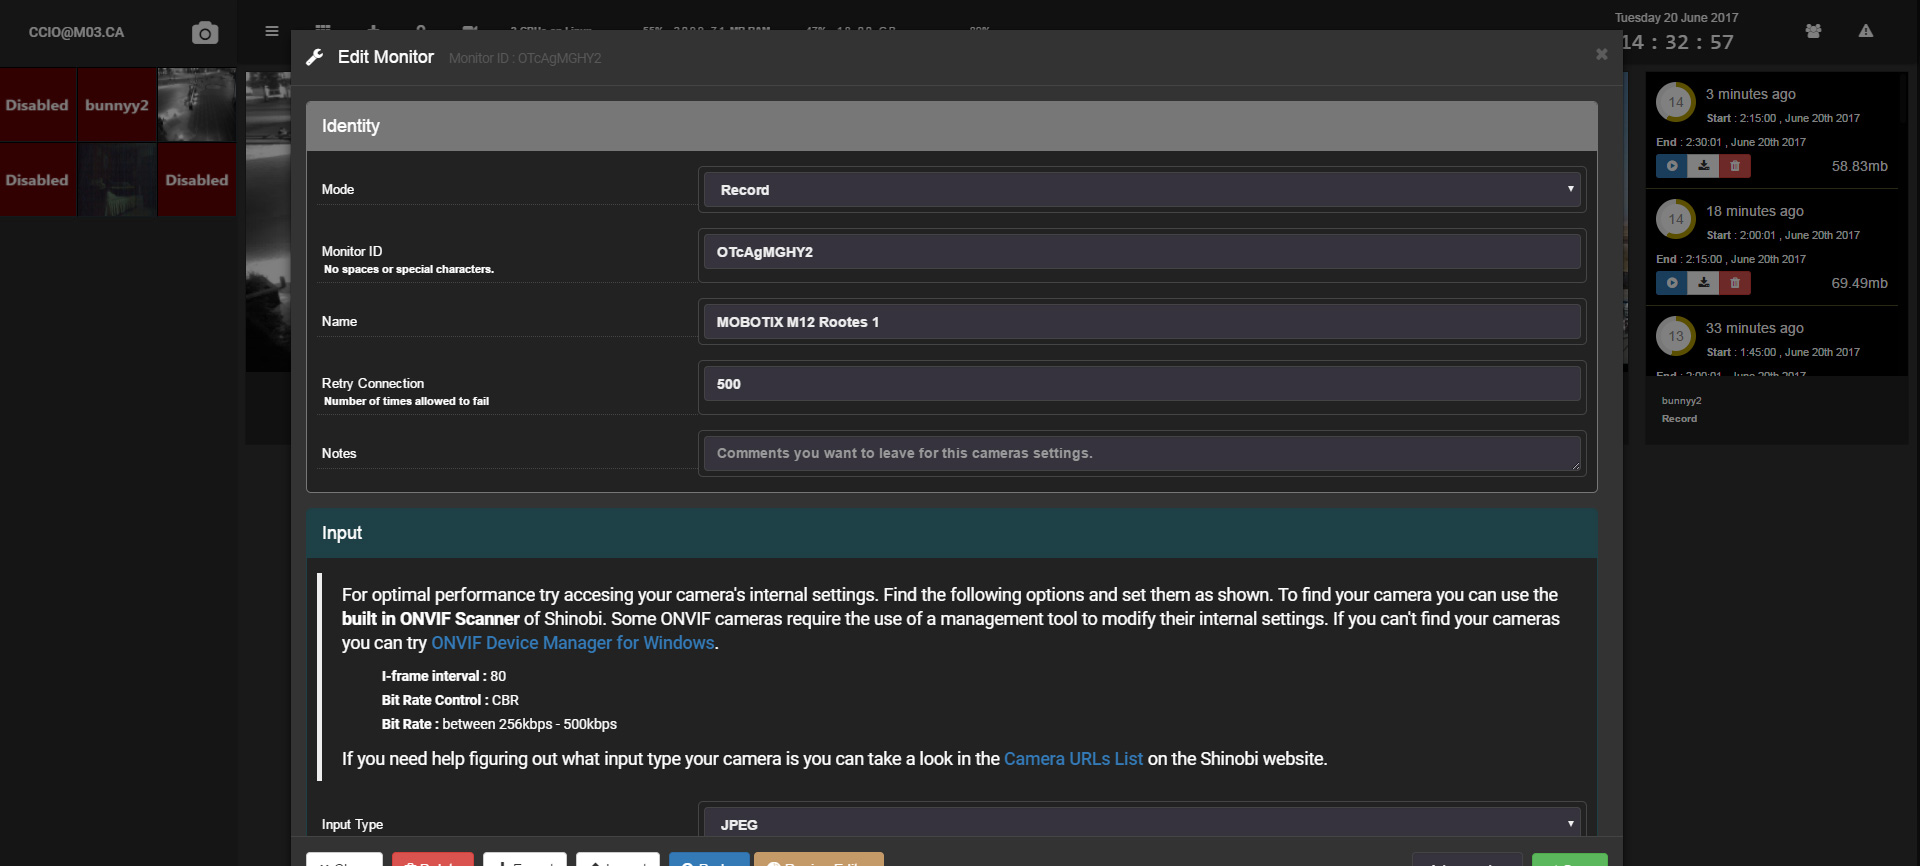 CCIO@M03.CA
Tuesday 20 June 2017
14 : 32 : 57
Disabled
bunnyy2
Disabled
Disabled
Edit Monitor
Monitor ID : OTcAgMGHY2
Identity
Mode
Record
Monitor ID
No spaces or special characters.
OTcAgMGHY2
Name
MOBOTIX M12 Rootes 1
Retry Connection
Number of times allowed to fail
500
Notes
Comments you want to leave for this cameras settings.
Input
For optimal performance try accesing your camera's internal settings. Find the following options and set them as shown. To find your camera you can use the
built in ONVIF Scanner of Shinobi. Some ONVIF cameras require the use of a management tool to modify their internal settings. If you can't find your cameras
you can try ONVIF Device Manager for Windows.
I-frame interval : 80
Bit Rate Control : CBR
Bit Rate : between 256kbps - 500kbps
If you need help figuring out what input type your camera is you can take a look in the Camera URLs List on the Shinobi website.
Input Type
JPEG
14
3 minutes ago
Start : 2:15:00 , June 20th 2017
End : 2:30:01 , June 20th 2017
58.83mb
14
18 minutes ago
Start : 2:00:01 , June 20th 2017
End : 2:15:00 , June 20th 2017
69.49mb
13
33 minutes ago
Start : 1:45:00 , June 20th 2017
End : 2:00:01 , June 20th 2017
bunnyy2
Record